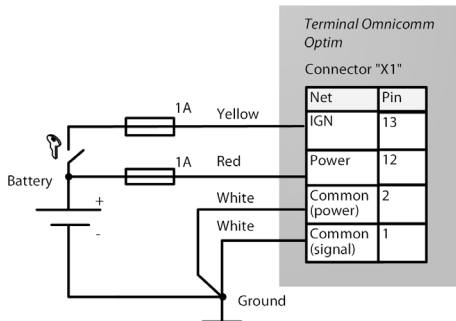 Terminal Omnicomm
Optim
Connector "X1"
Net Pin
IGN 13
Power 12
Common
(power) 2
Common
(signal) 1
1A
Yellow
1A
Red
White
White
Battery
+
-
Ground